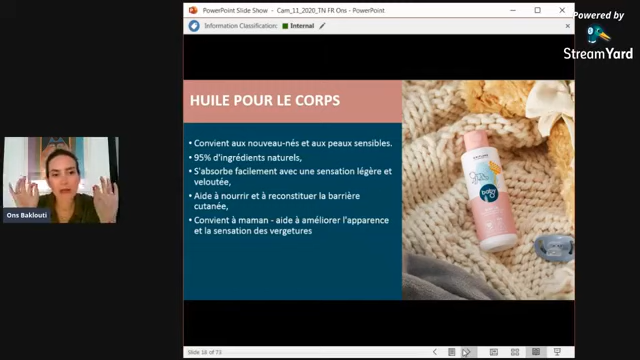 PowerPoint Slide Show - Cam_11_2020_TN FR Ons - PowerPoint
Powered by
StreamYard
Information Classification: Internal
HUILE POUR LE CORPS
• Convient aux nouveau-nés et aux peaux sensibles.
• 95% d'ingrédients naturels,
• S'absorbe facilement avec une sensation légère et
veloutée,
• Aide à nourrir et à reconstituer la barrière
cutanée,
• Convient à maman - aide à améliorer l'apparence
et la sensation des vergetures
baby
Ons Baklouti
Slide 18 of 73